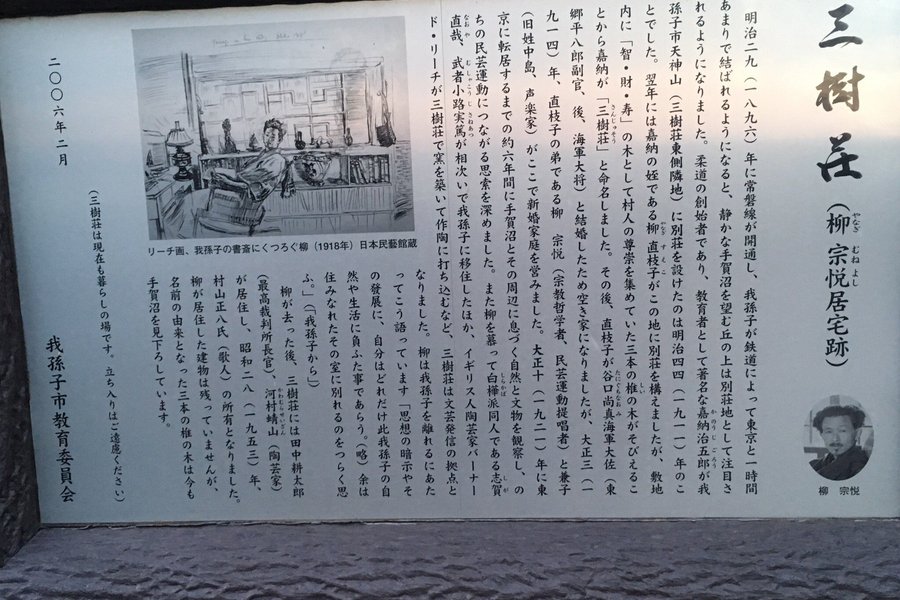 三樹荘（柳 宗悦居宅跡）
やなぎ むねよし
柳 宗悦
明治二九（一八九六）年に常磐線が開通し、我孫子が鉄道によって東京と一時間
あまりで結ばれるようになると、静かな手賀沼を望む丘の上は別荘地として注目さ
れるようになりました。柔道の創始者であり、教育者として著名な嘉納治五郎が我
孫子市天神山（三樹荘東側隣地）に別荘を設けたのは明治四四（一九一一）年のこ
とでした。翌年には嘉納の姪である柳 直枝子がこの地に別荘を構えましたが、敷地
内に「智・財・寿」の木として村人の尊崇を集めていた三本の椎の木がそびえるこ
とから嘉納が「三樹荘」と命名しました。その後、直枝子が谷口尚真海軍大佐（東
郷平八郎副官、後、海軍大将）と結婚したため空き家になりましたが、大正三（一
九一四）年、直枝子の弟である柳 宗悦（宗教哲学者、民芸運動提唱者）と兼子
（旧姓中島、声楽家）がここで新婚家庭を営みました。大正十（一九二一）年に東
京に転居するまでの約六年間に手賀沼とその周辺に息づく自然と文物を観察し、の
ちの民芸運動につながる思索を深めました。また柳を慕って白樺派同人である志賀
直哉、武者小路実篤が相次いで我孫子に移住したほか、イギリス人陶芸家バーナー
ド・リーチが三樹荘で窯を築いて作陶に打ち込むなど、三樹荘は文芸発信の拠点と
なりました。柳は我孫子を離れるにあた
ってこう語っています「思想の暗示やそ
の発展に、自分はどれだけ此我孫子の自
然や生活に負ふた事であらう。（略）余は
住みなれたその室に別れるのをつらく思
ふ。」（「我孫子から」）
柳が去った後、三樹荘には田中耕太郎
（最高裁判所長官）、河村蜻山（陶芸家）
が居住し、昭和二八（一九五三）年、
村山正八氏（歌人）の所有となりました。
柳が居住した建物は残っていませんが、
名前の由来となった三本の椎の木は今も
手賀沼を見下ろしています。
リーチ画、我孫子の書斎にくつろぐ柳（1918年）日本民藝館蔵
（三樹荘は現在も暮らしの場です。立ち入りはご遠慮ください）
二〇〇六年二月
我孫子市教育委員会